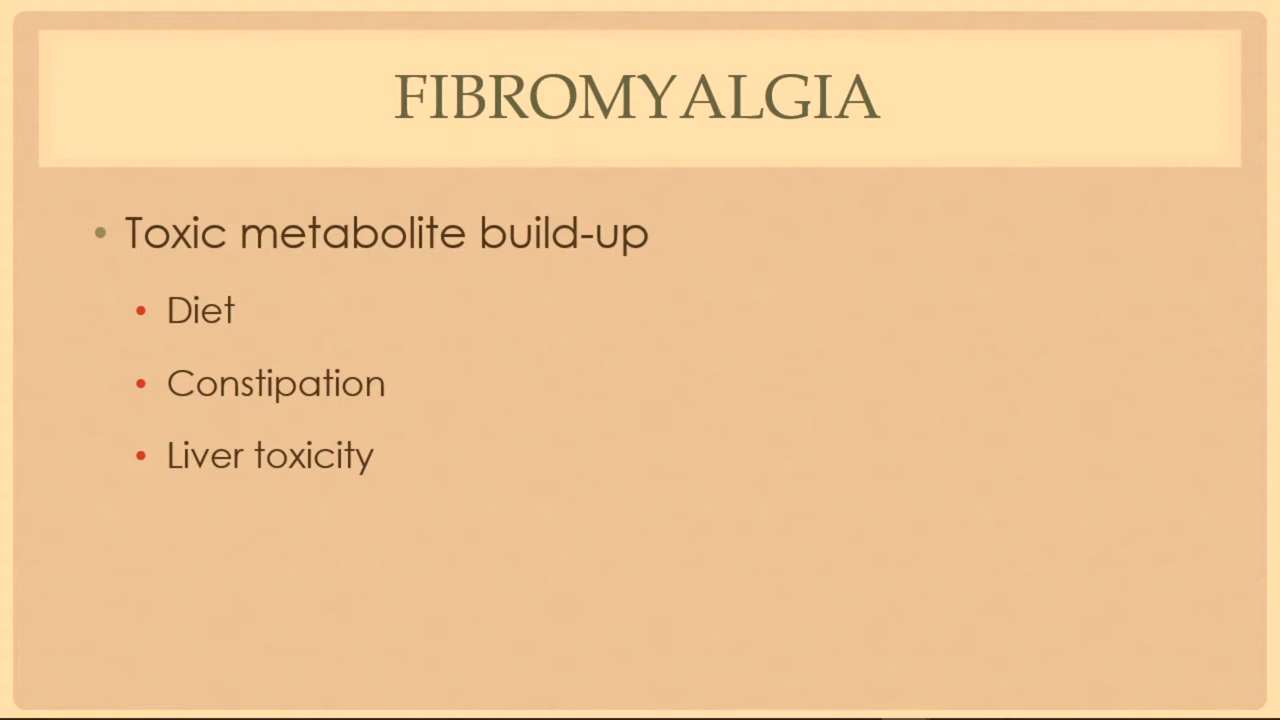 FIBROMYALGIA
• Toxic metabolite build-up
• Diet
• Constipation
• Liver toxicity